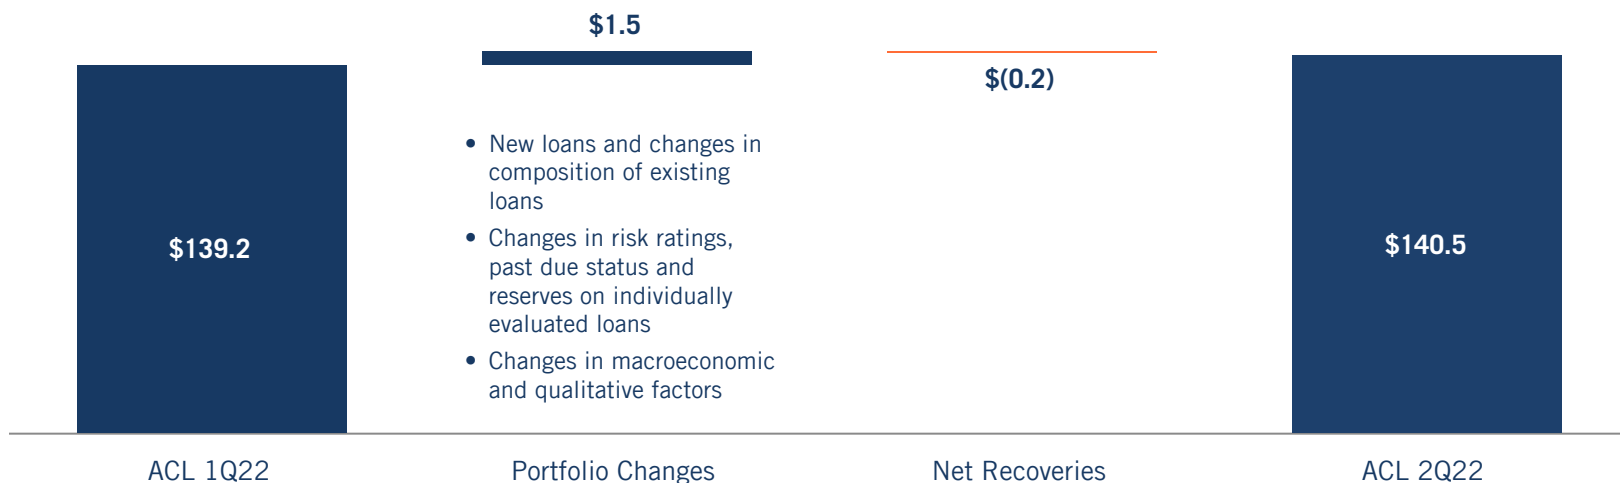 $1.5
$(0.2)
$139.2
• New loans and changes in
composition of existing
loans
• Changes in risk ratings,
past due status and
reserves on individually
evaluated loans
• Changes in macroeconomic
and qualitative factors
$140.5
ACL 1Q22
Portfolio Changes
Net Recoveries
ACL 2Q22